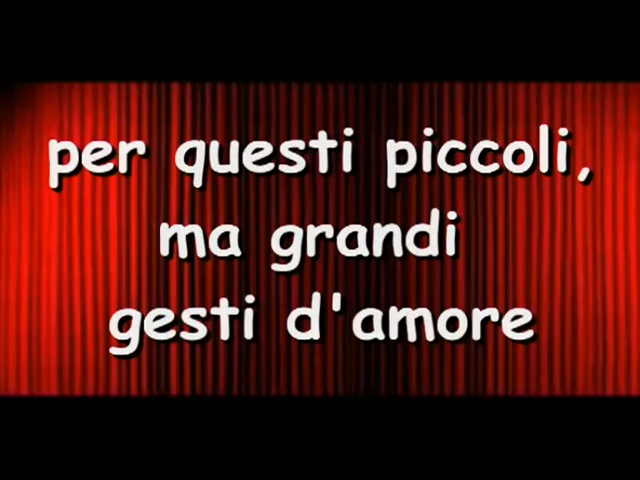 per questi piccoli,
ma grandi
gesti d'amore